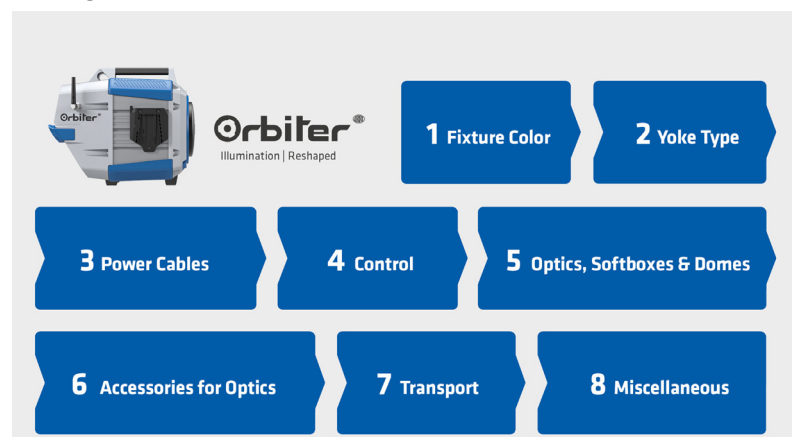 Orbiter
Orbiter
Illumination | Reshaped
1 Fixture Color
2 Yoke Type
3 Power Cables
4 Control
5 Optics, Softboxes & Domes
6 Accessories for Optics
7 Transport
8 Miscellaneous